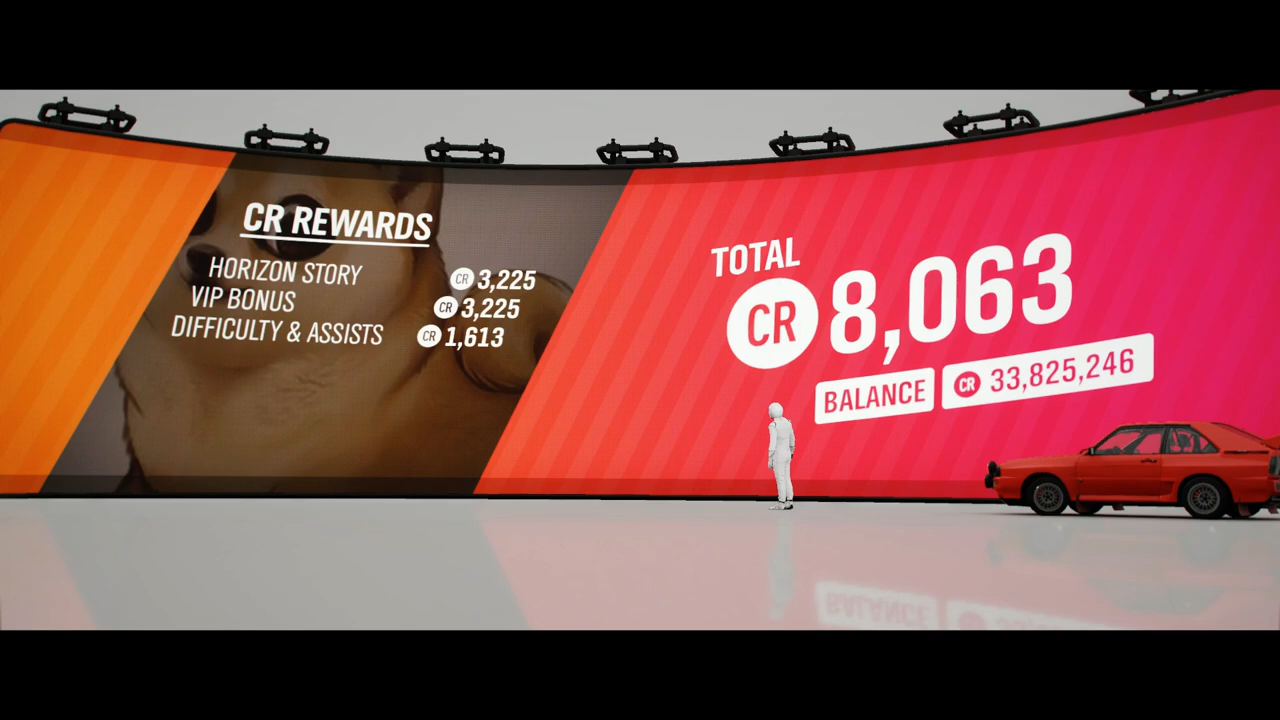 CR REWARDS
HORIZON STORY CR 3,225
VIP BONUS CR 3,225
DIFFICULTY & ASSISTS CR 1,613
TOTAL
CR 8,063
BALANCE CR 33,825,246